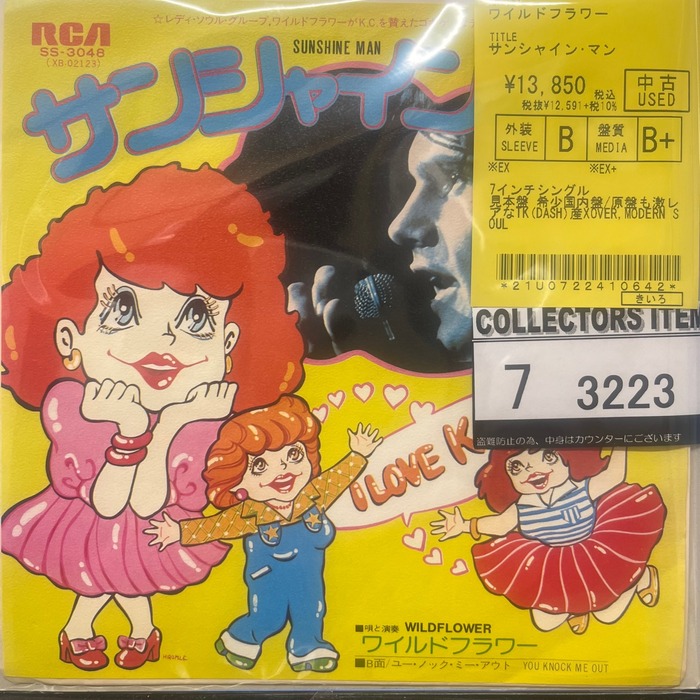 RCA
SS-3048
(XB 02123)
☆レディ・ソウル・グループ、ワイルドフラワーがK.C.を賛えた
サンシャイン
SUNSHINE MAN
I LOVE K
HARMLE
■唄と演奏 WILDFLOWER
ワイルドフラワー
■B面/ユー・ノック・ミー・アウト YOU KNOCK ME OUT
ワイルドフラワー
TITLE
サンシャイン・マン
¥13,850 税込
税抜¥12,591+税10%
中古
USED
外装
SLEEVE
B
盤質
MEDIA
B+
※EX
※EX+
7インチシングル
見本盤 希少国内盤/原盤も激レ
アなTK(DASH)産XOVER, MODERN S
OUL
*21U0722410642*
きいろ
COLLECTORS ITEM
7 3223
盗難防止の為、中身はカウンターにございます